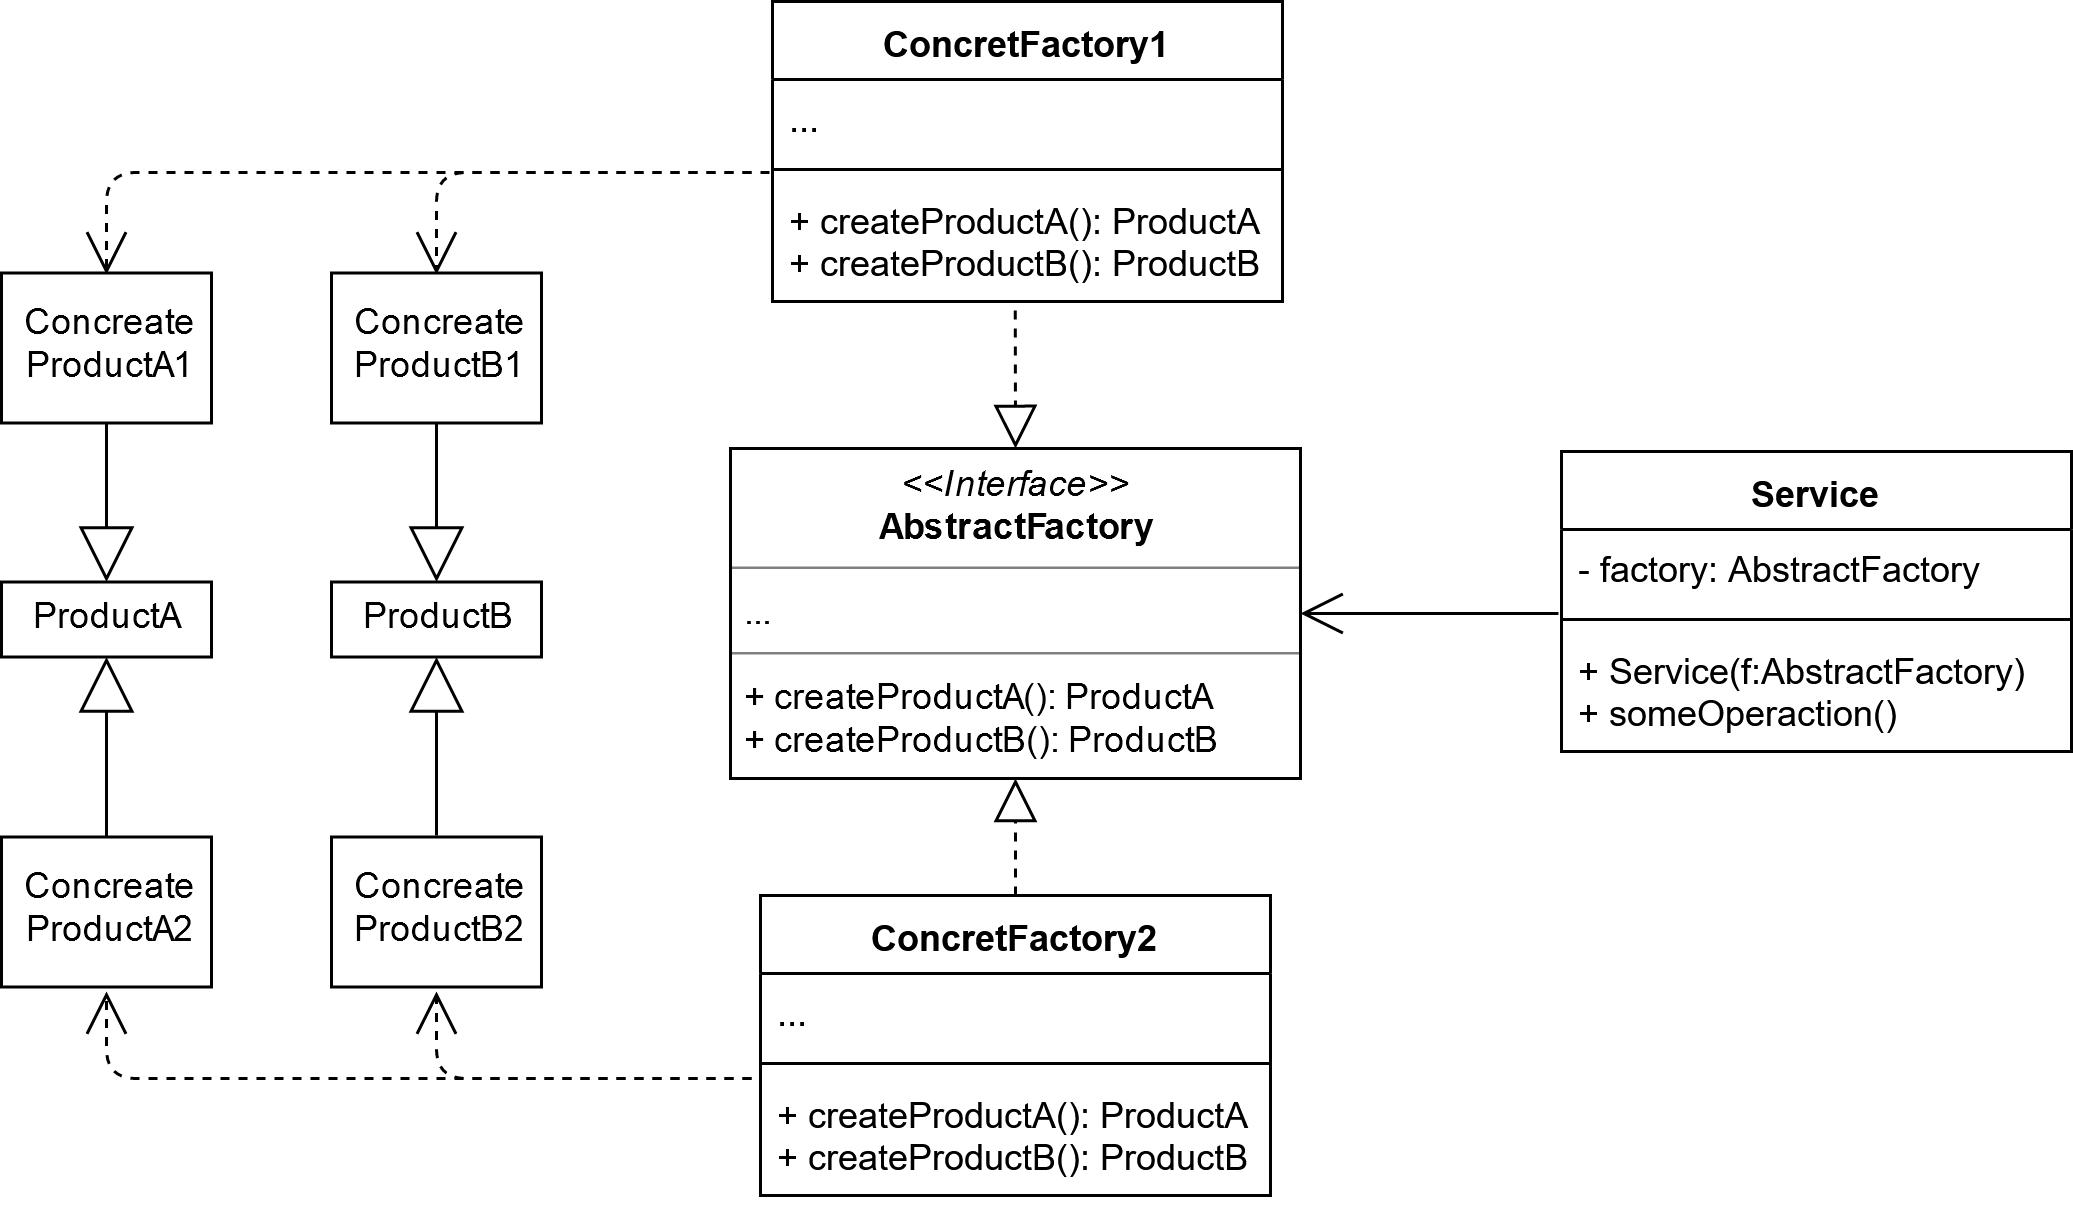 ConcretFactory1
...
+ createProductA(): ProductA
+ createProductB(): ProductB
Concreate
ProductA1
Concreate
ProductB1
<<Interface>>
AbstractFactory
...
+ createProductA(): ProductA
+ createProductB(): ProductB
Service
- factory: AbstractFactory
+ Service(f:AbstractFactory)
+ someOperaction()
ProductA
ProductB
Concreate
ProductA2
Concreate
ProductB2
ConcretFactory2
...
+ createProductA(): ProductA
+ createProductB(): ProductB